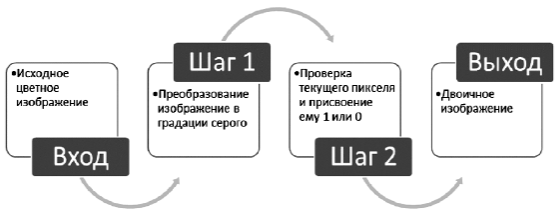 •Исходное
цветное
изображение
Вход
Шаг 1
•Преобразование
изображение в
градации серого
•Проверка
текущего пикселя
и присвоение
ему 1 или 0
Шаг 2
Выход
•Двоичное
изображение